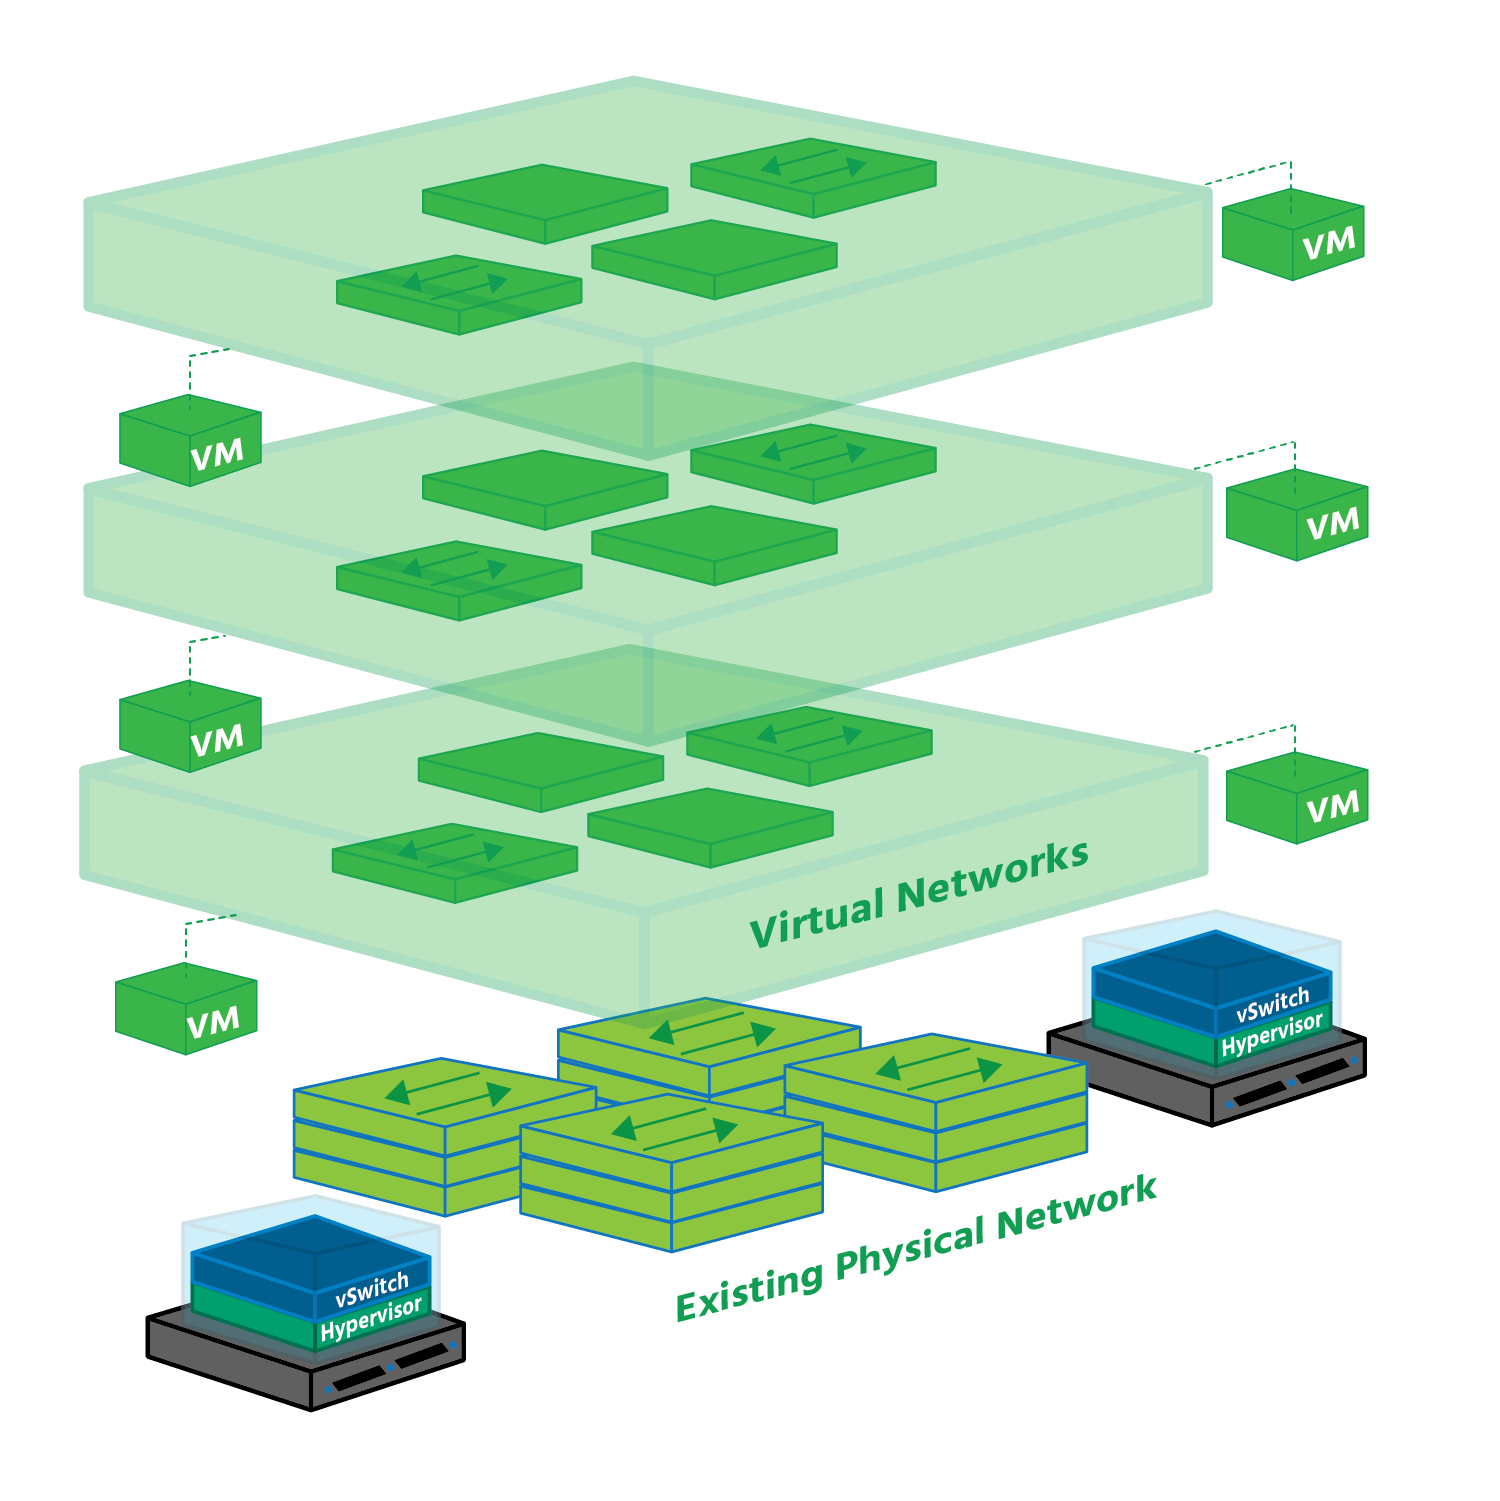 VM
VM
VM
VM
VM
Virtual Networks
VM
vSwitch
Hypervisor
Existing Physical Network
vSwitch
Hypervisor